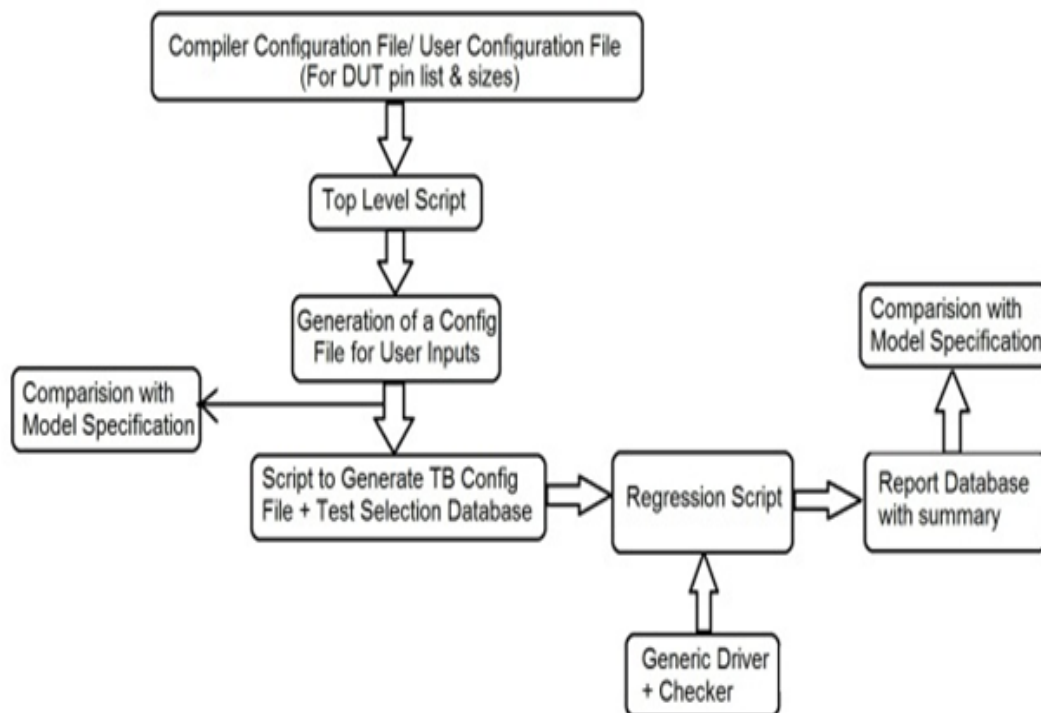 Compiler Configuration File/ User Configuration File
(For DUT pin list & sizes)
Top Level Script
Generation of a Config
File for User Inputs
Comparision with
Model Specification
Comparision with
Model Specification
Script to Generate TB Config
File + Test Selection Database
Regression Script
Report Database
with summary
Generic Driver
+ Checker